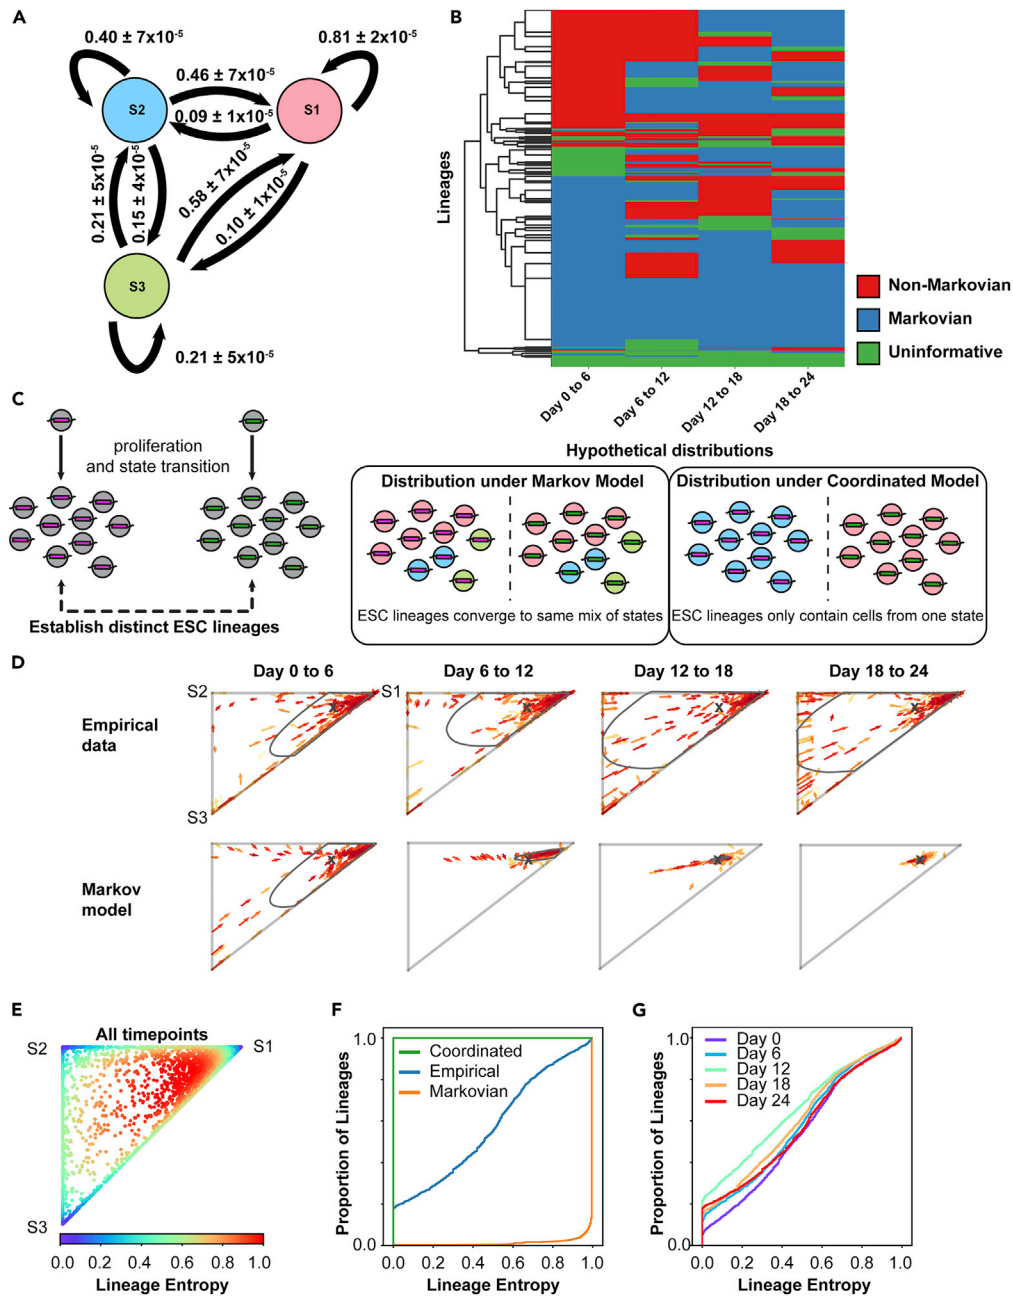 A
0.40 ± 7x10-5
0.81 ± 2x10-5
0.46 ± 7x10-5
S2
S1
0.09 ± 1x10-5
0.21 ± 5x10-5
0.15 ± 4x10-5
0.58 ± 7x10-5
0.10 ± 1x10-5
S3
0.21 ± 5x10-5
B
Lineages
Non-Markovian
Markovian
Uninformative
Day 0 to 6
Day 6 to 12
Day 12 to 18
Day 18 to 24
C
proliferation
and state transition
Establish distinct ESC lineages
Hypothetical distributions
Distribution under Markov Model
ESC lineages converge to same mix of states
Distribution under Coordinated Model
ESC lineages only contain cells from one state
D
Day 0 to 6
Day 6 to 12
Day 12 to 18
Day 18 to 24
S2
S1
Empirical
data
x
x
x
x
S3
Markov
model
x
x
x
x
E
All timepoints
S2
S1
S3
0.0 0.2 0.4 0.6 0.8 1.0
Lineage Entropy
F
Proportion of Lineages
1.0
0.0
Coordinated
Empirical
Markovian
0.0 0.2 0.4 0.6 0.8 1.0
Lineage Entropy
G
Proportion of Lineages
1.0
0.0
Day 0
Day 6
Day 12
Day 18
Day 24
0.0 0.2 0.4 0.6 0.8 1.0
Lineage Entropy